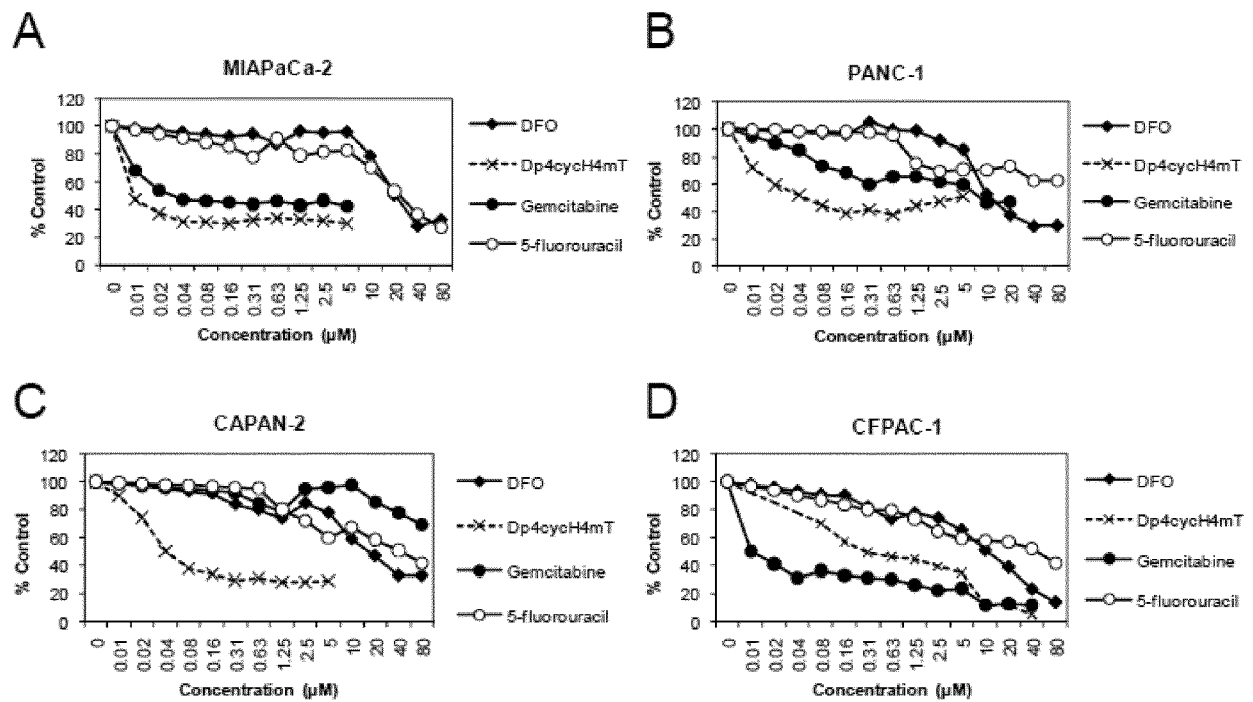 A
MIAPaCa-2
120
100
80
60
40
20
0
% Control
0 0.01 0.02 0.04 0.08 0.16 0.31 0.63 1.25 2.5 5 10 20 40 80
Concentration (µM)
DFO
Dp4cycH4mT
Gemcitabine
5-fluorouracil
B
PANC-1
120
100
80
60
40
20
0
% Control
0 0.01 0.02 0.04 0.08 0.16 0.31 0.63 1.25 2.5 5 10 20 40 80
Concentration (µM)
DFO
Dp4cycH4mT
Gemcitabine
5-fluorouracil
C
CAPAN-2
120
100
80
60
40
20
0
% Control
0 0.01 0.02 0.04 0.08 0.16 0.31 0.63 1.25 2.5 5 10 20 40 80
Concentration (µM)
DFO
Dp4cycH4mT
Gemcitabine
5-fluorouracil
D
CFPAC-1
120
100
80
60
40
20
0
% Control
0 0.01 0.02 0.04 0.08 0.16 0.31 0.63 1.25 2.5 5 10 20 40 80
Concentration (µM)
DFO
Dp4cycH4mT
Gemcitabine
5-fluorouracil